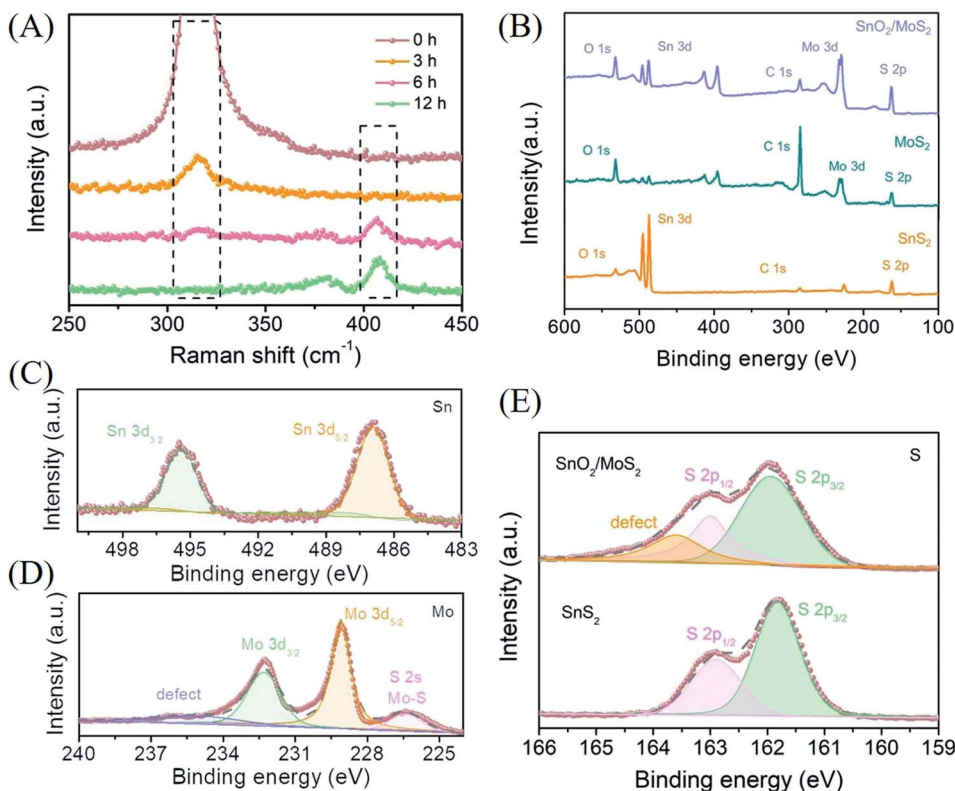 (A)
Intensity (a.u.)
0 h
3 h
6 h
12 h
250 300 350 400 450
Raman shift (cm⁻¹)
(B)
Intensity(a.u.)
SnO₂/MoS₂
O 1s
Sn 3d
C 1s
Mo 3d
S 2p
MoS₂
O 1s
C 1s
Mo 3d
S 2p
SnS₂
Sn 3d
O 1s
C 1s
S 2p
600 500 400 300 200 100
Binding energy (eV)
(C)
Intensity (a.u.)
Sn
Sn 3d₃₋₂
Sn 3d₅₋₂
498 495 492 489 486 483
Binding energy (eV)
(D)
Intensity (a.u.)
Mo
Mo 3d₅₋₂
Mo 3d₃₋₂
S 2s
Mo-S
defect
240 237 234 231 228 225
Binding energy (eV)
(E)
Intensity (a.u.)
S
SnO₂/MoS₂
S 2p₁/₂
S 2p₃/₂
defect
SnS₂
S 2p₁/₂
S 2p₃/₂
166 165 164 163 162 161 160 159
Binding energy (eV)